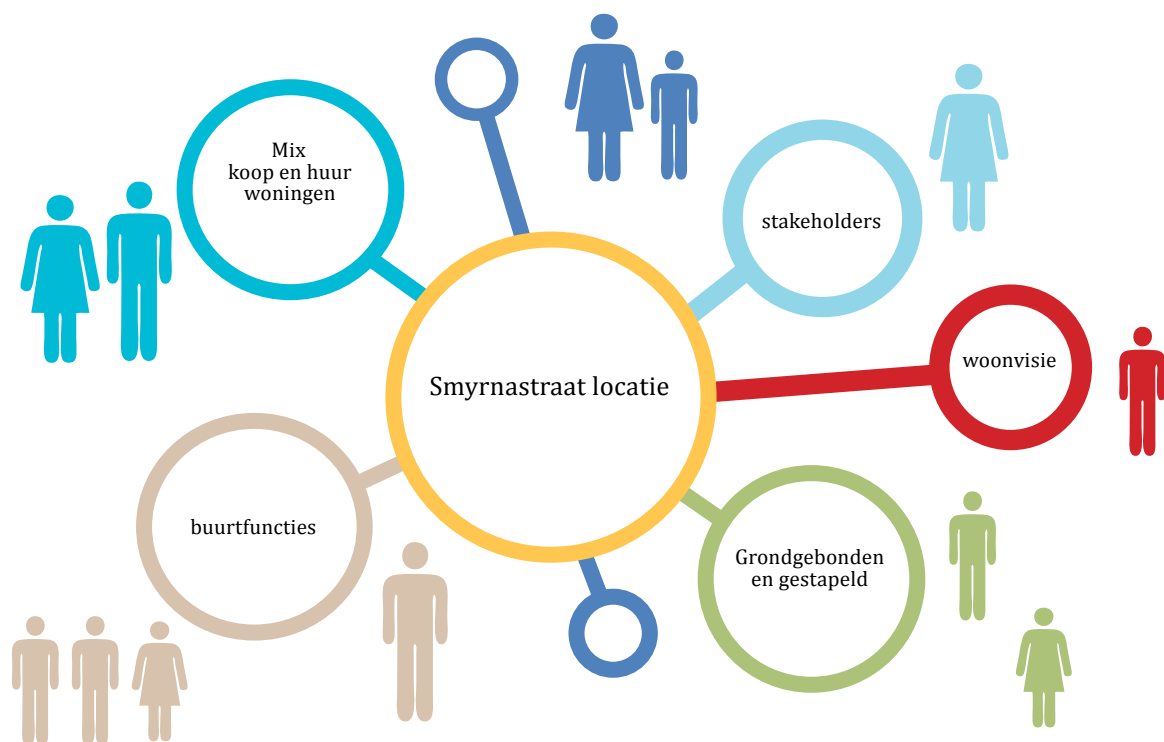 Mix
koop en huur
woningen
stakeholders
woonvisie
Smyrnastraat locatie
buurtfuncties
Grondgebonden
en gestapeld